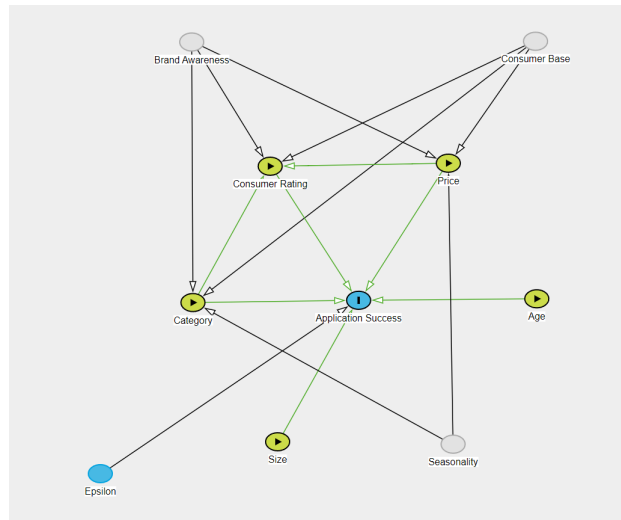 Brand Awareness
Consumer Base
Consumer Rating
Price
Category
Application Success
Age
Size
Seasonality
Epsilon